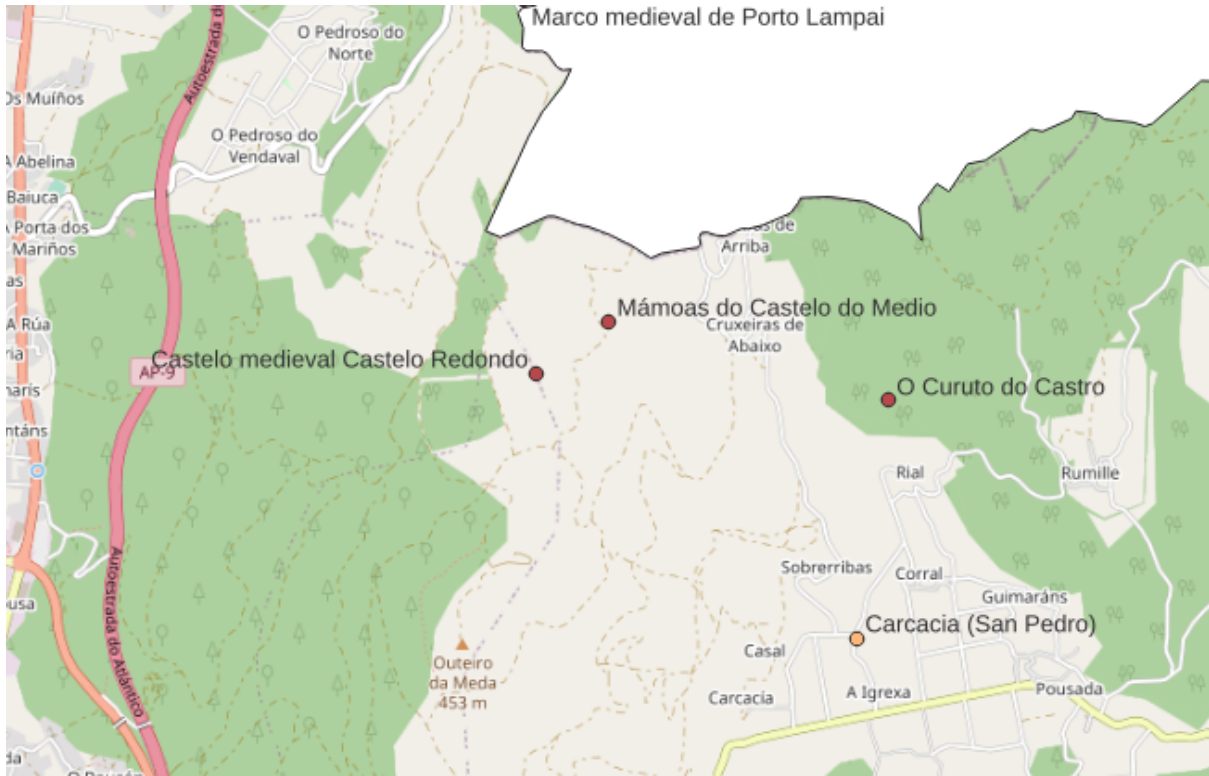 Marco medieval de Porto Lampai
O Pedroso do
Norte
Autoestrada
Os Muíños
O Pedroso do
Vendaval
A Abelina
Baiuca
A Porta dos
Mariños
Arriba
Mámoas do Castelo do Medio
A Rúa
Cruxeiras de
Abaixo
Castelo medieval Castelo Redondo
AP-9
O Curuto do Castro
Rial
Rumille
Autoestrada do Atlántico
Sobrerribas
Corral
Guimaráns
Carcacia (San Pedro)
Casal
Outeiro
da Meda
453 m
Carcacía
A Igrexa
Pousada